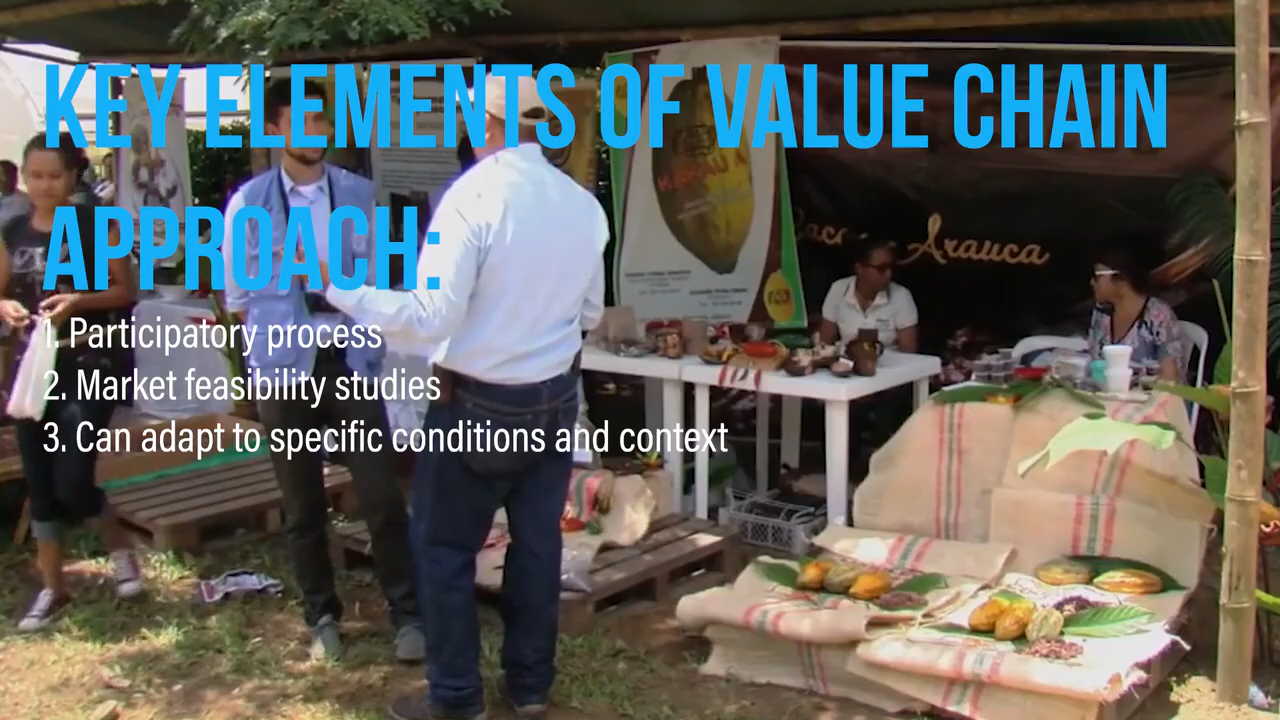 KEY ELEMENTS OF VALUE CHAIN
APPROACH:
1. Participatory process
2. Market feasibility studies
3. Can adapt to specific conditions and context
Arauca